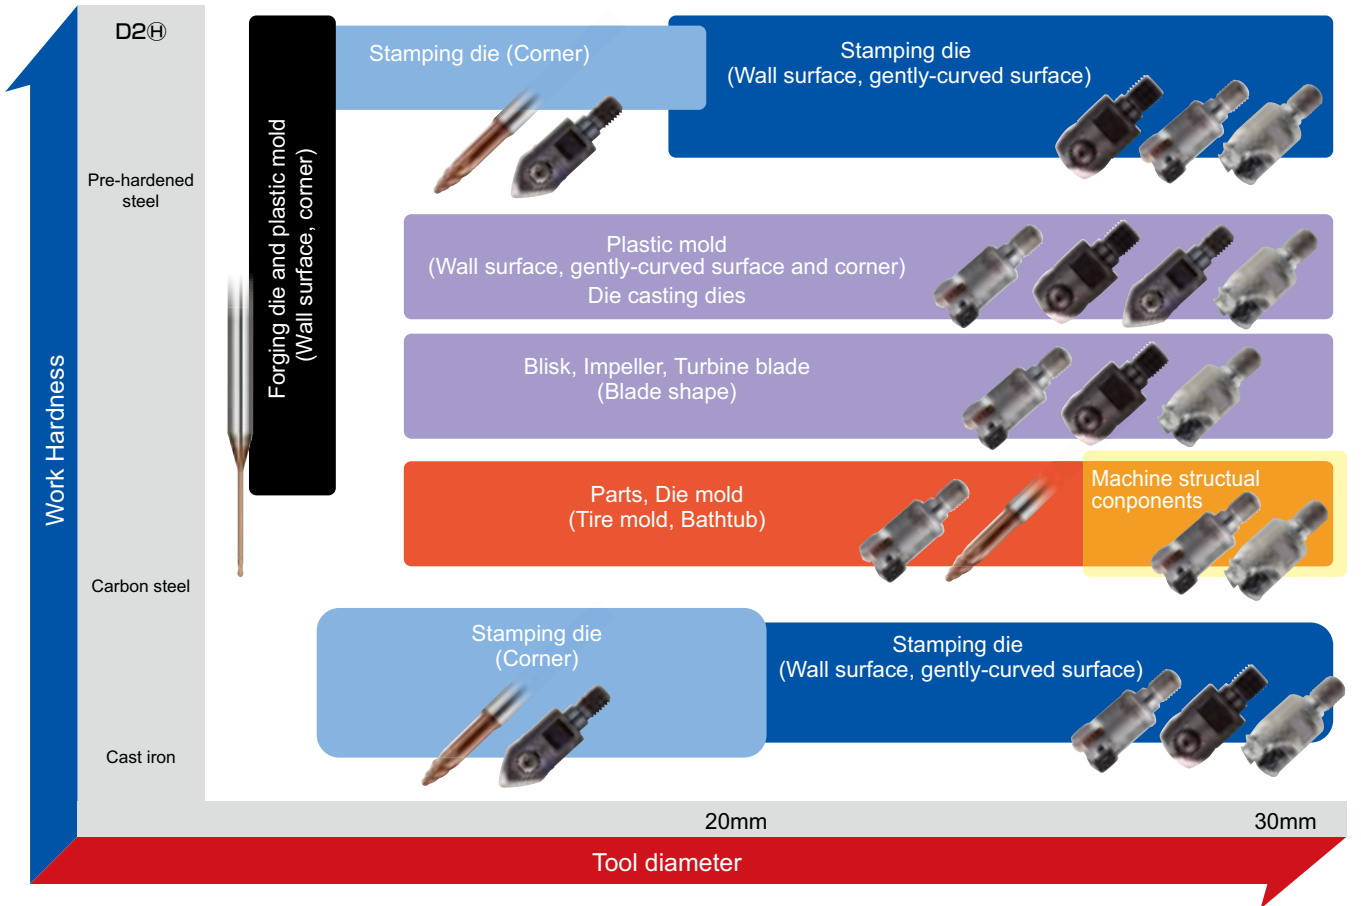 D2Ⓗ
Stamping die (Corner)
Stamping die
(Wall surface, gently-curved surface)
Forging die and plastic mold
(Wall surface, corner)
Pre-hardened
steel
Plastic mold
(Wall surface, gently-curved surface and corner)
Die casting dies
Blisk, Impeller, Turbine blade
(Blade shape)
Work Hardness
Parts, Die mold
(Tire mold, Bathtub)
Machine structual
conponents
Carbon steel
Stamping die
(Corner)
Stamping die
(Wall surface, gently-curved surface)
Cast iron
20mm
30mm
Tool diameter